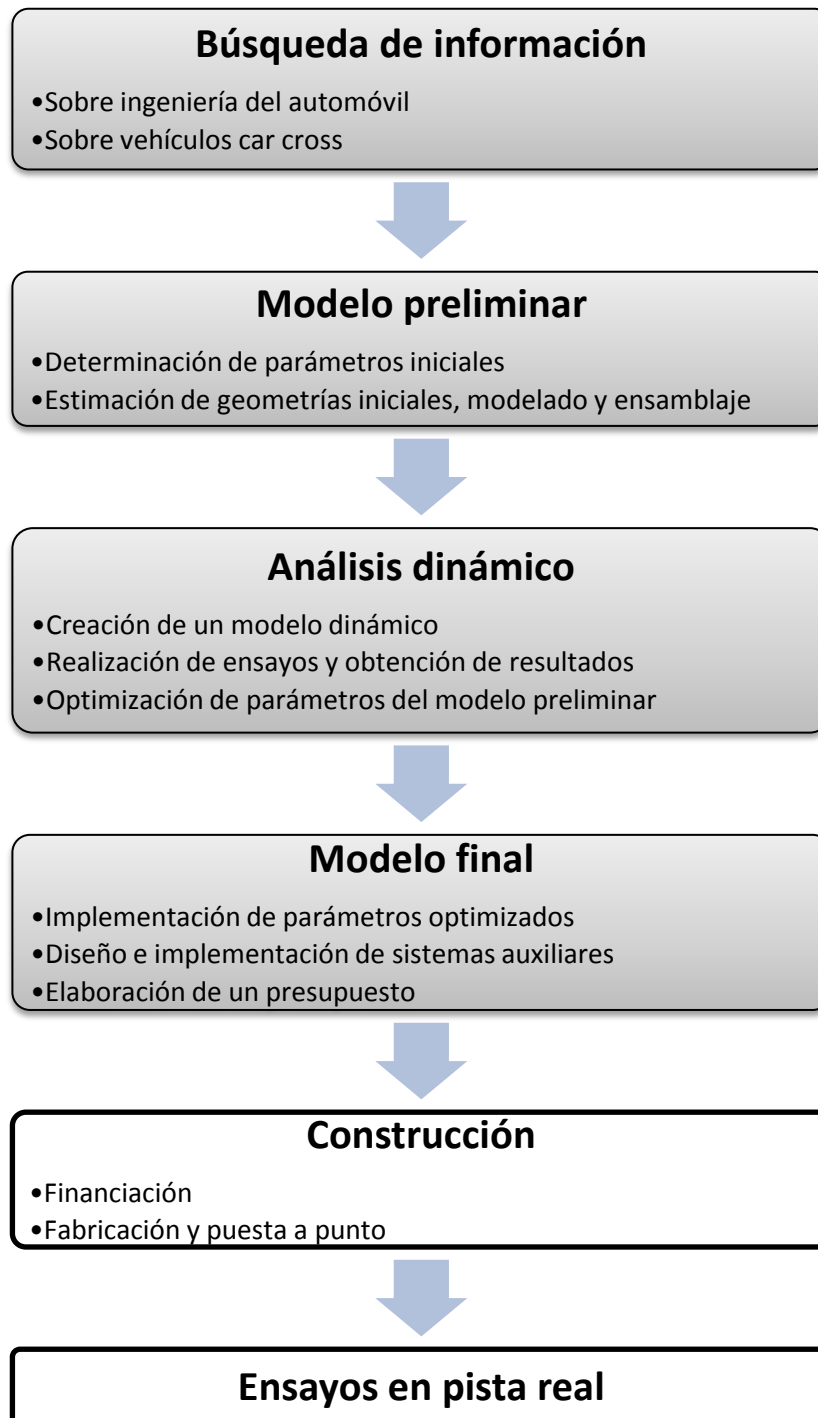 Búsqueda de información
•Sobre ingeniería del automóvil
•Sobre vehículos car cross
Modelo preliminar
•Determinación de parámetros iniciales
•Estimación de geometrías iniciales, modelado y ensamblaje
Análisis dinámico
•Creación de un modelo dinámico
•Realización de ensayos y obtención de resultados
•Optimización de parámetros del modelo preliminar
Modelo final
•Implementación de parámetros optimizados
•Diseño e implementación de sistemas auxiliares
•Elaboración de un presupuesto
Construcción
•Financiación
•Fabricación y puesta a punto
Ensayos en pista real